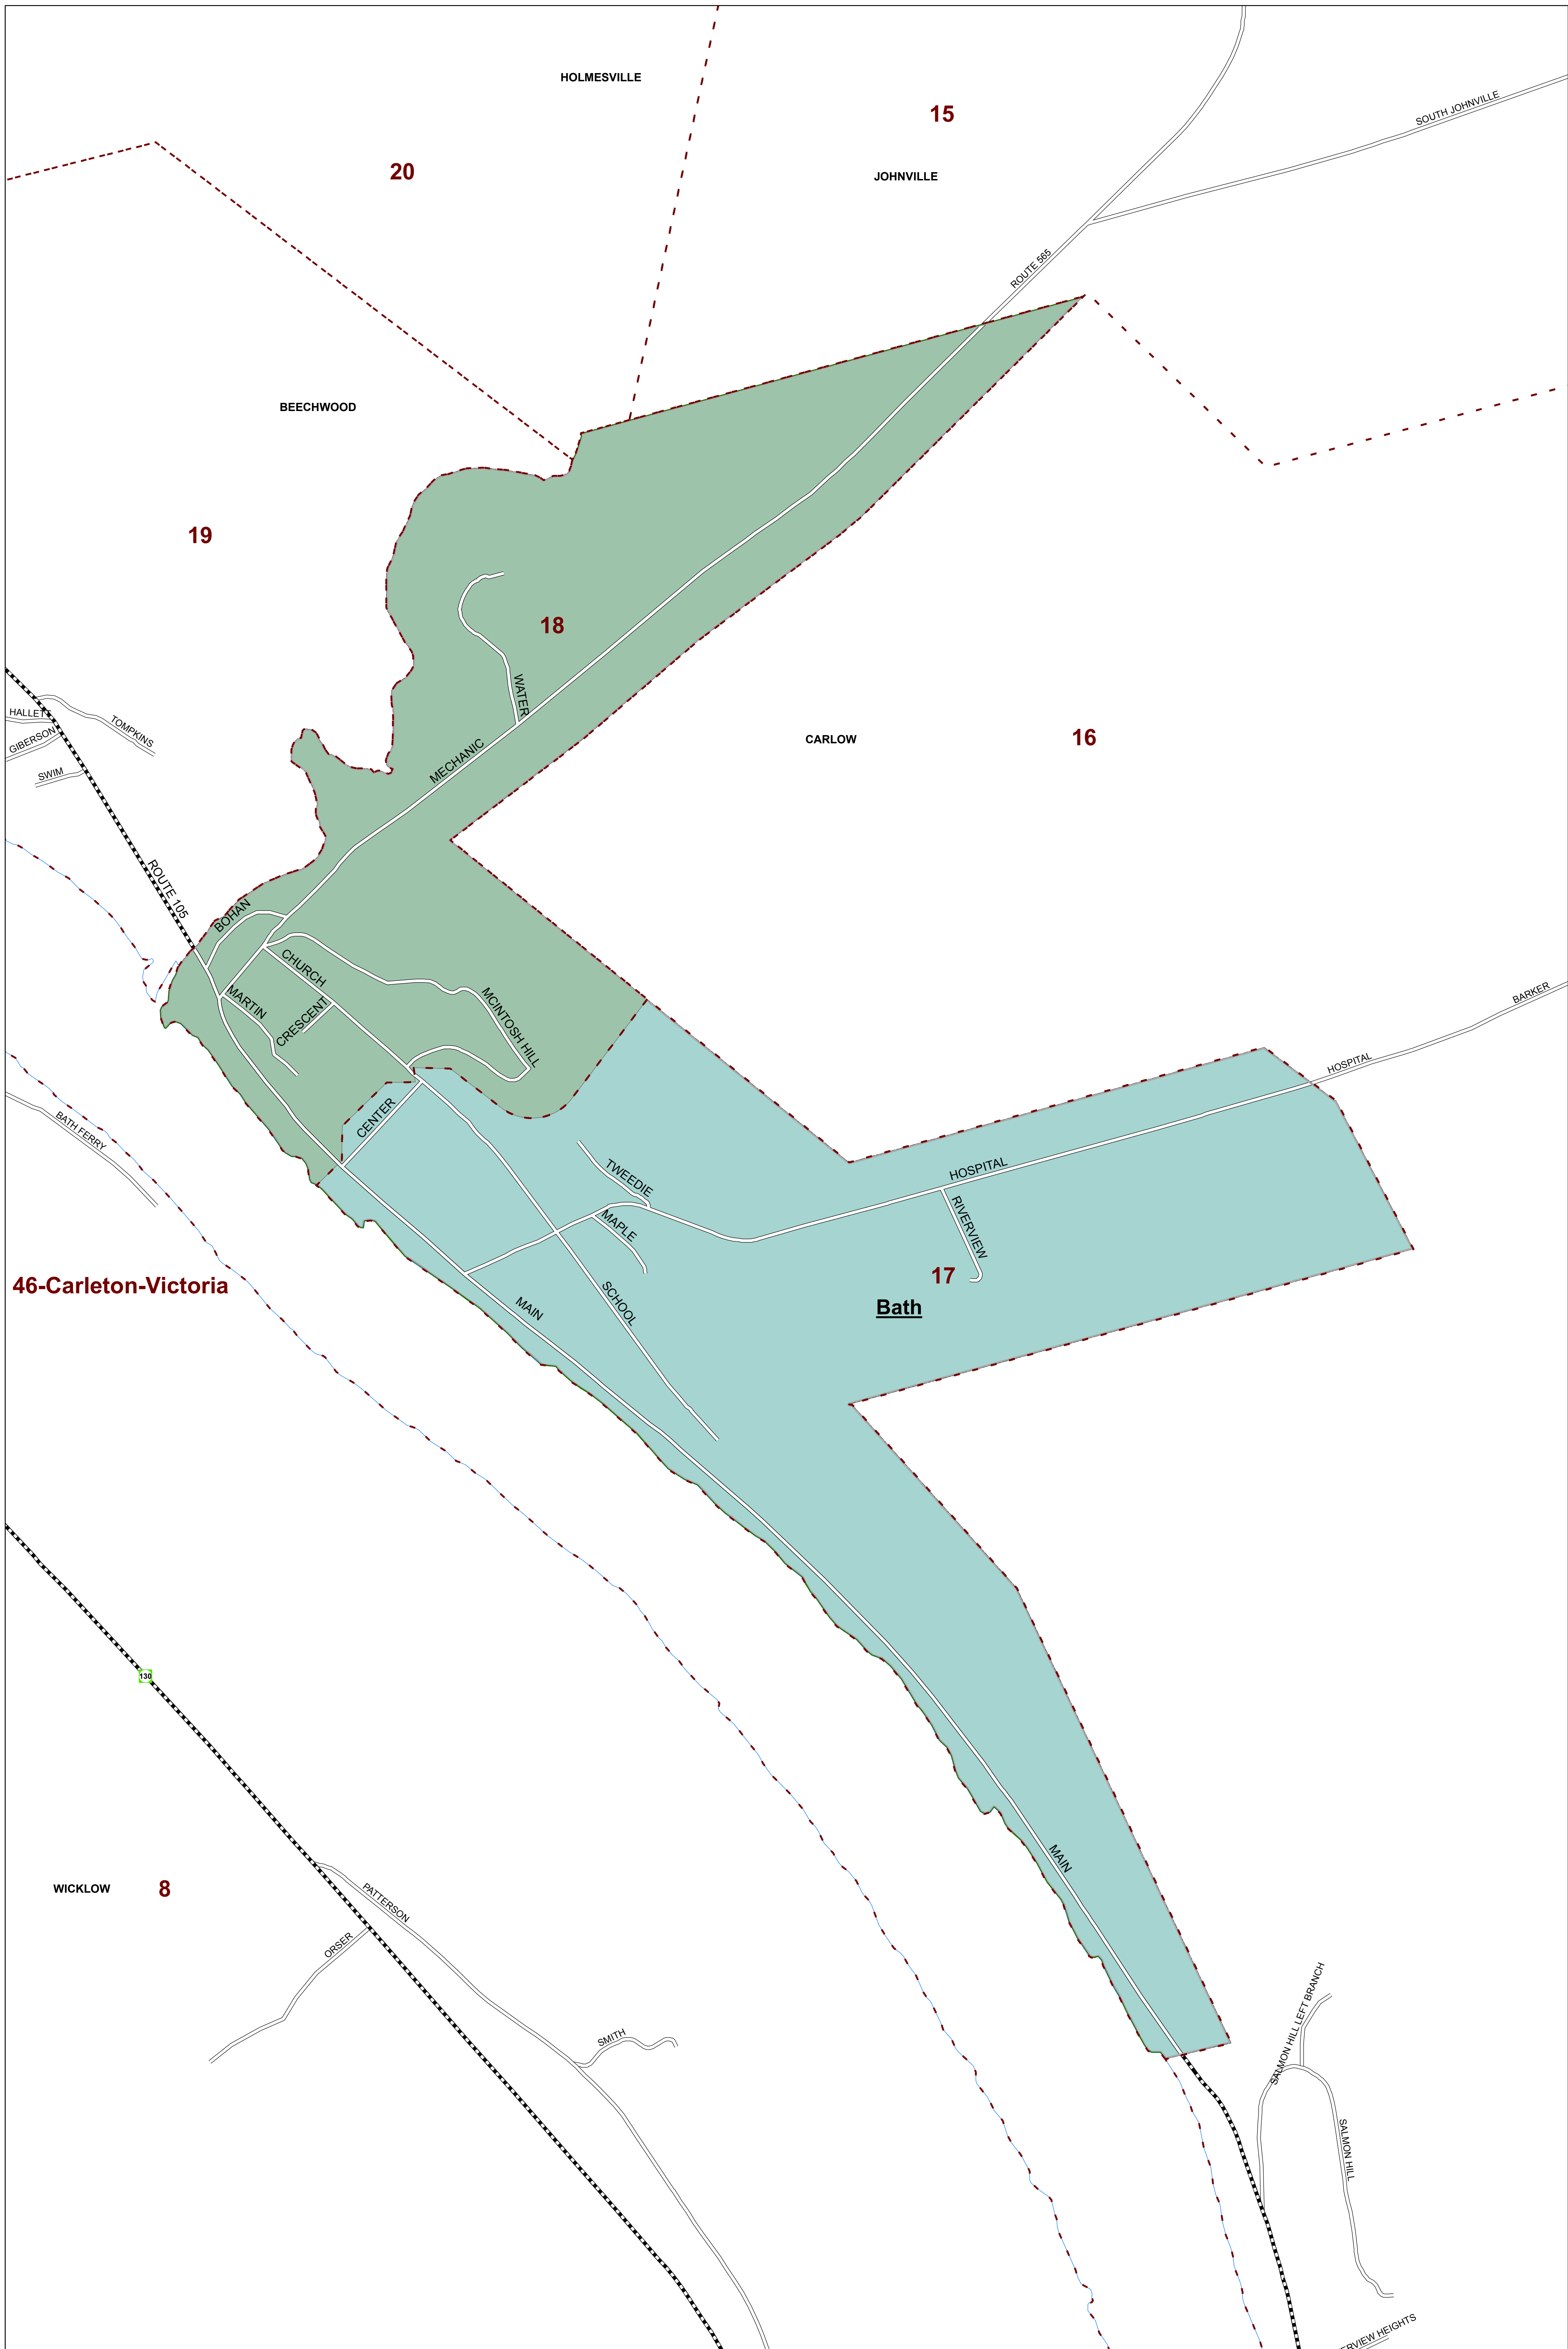 HOLMESVILLE
15
SOUTH JOHNVILLE
20
JOHNVILLE
ROUTE 565
BEECHWOOD
19
18
WATER
HALLETT
TOMPKINS
GIBERSON
SWIM
MECHANIC
CARLOW
16
ROUTE 105
BOHAN
CHURCH
MARTIN
CRESCENT
MCINTOSH HILL
BARKER
HOSPITAL
BATH FERRY
CENTER
TWEEDIE
HOSPITAL
MAPLE
RIVERVIEW
46-Carleton-Victoria
17
Bath
MAIN
SCHOOL
130
MAIN
WICKLOW
8
PATTERSON
ORSER
SMITH
SALMON HILL LEFT BRANCH
SALMON HILL
ERVIEW HEIGHTS